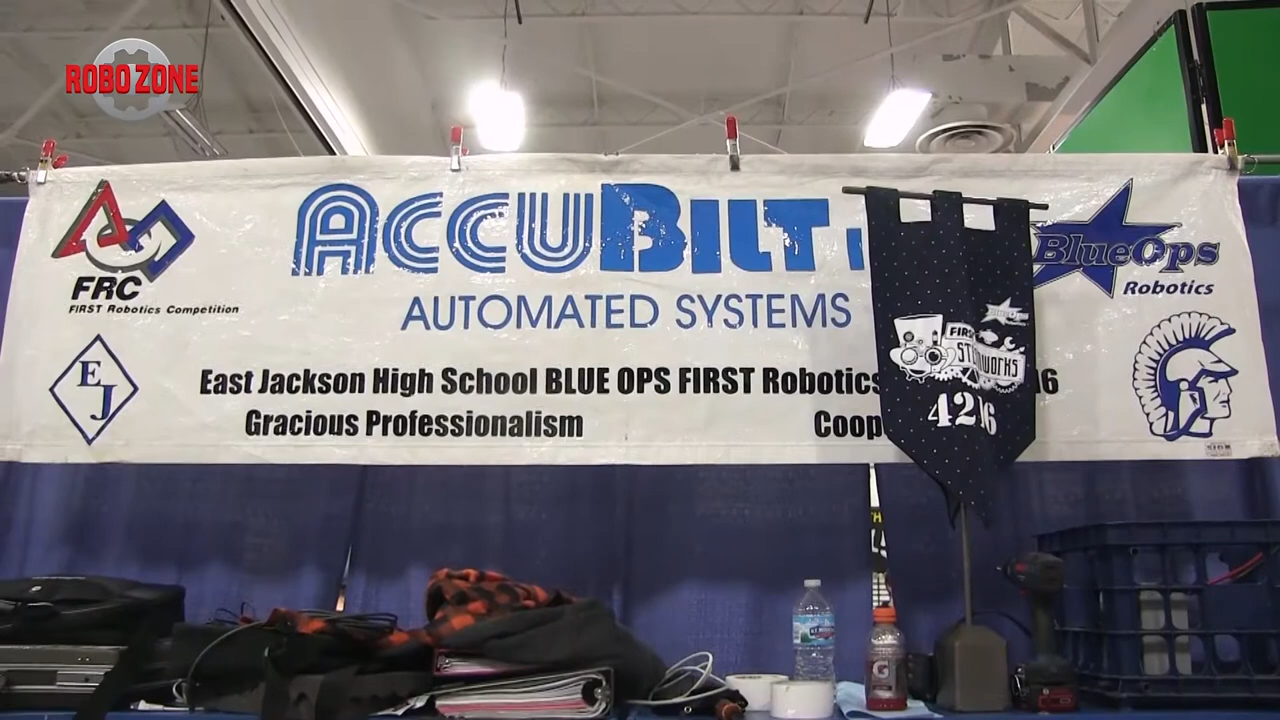 ROBO ZONE
ACCUBILT
AUTOMATED SYSTEMS
FRC
FIRST Robotics Competition
BlueOps
Robotics
EJ
East Jackson High School BLUE OPS FIRST Robotics
Gracious Professionalism
Coop
FIRST
STEAMWORKS
4216
G